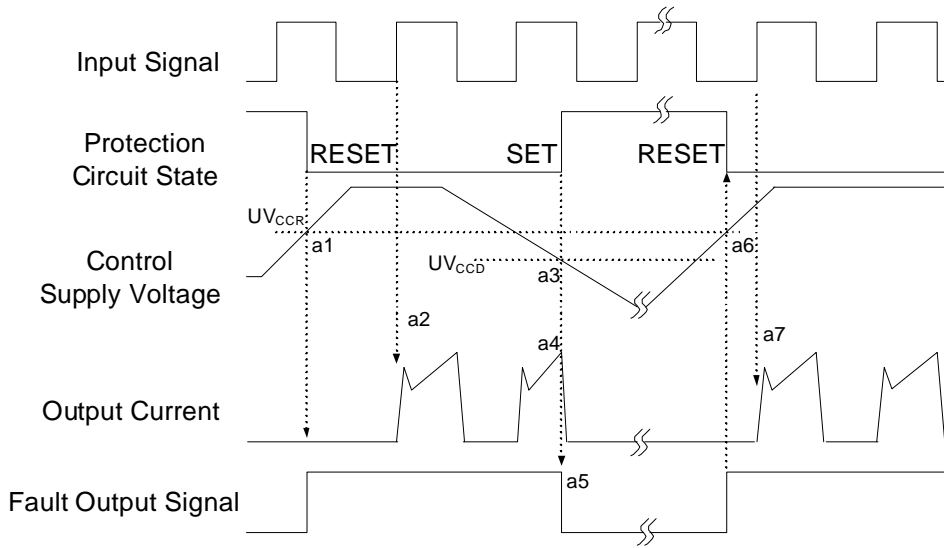 Input Signal
Protection
Circuit State
RESET
SET
RESET
UVCCR
a1
a6
Control
Supply Voltage
UVCCD
a3
a2
a7
a4
Output Current
a5
Fault Output Signal